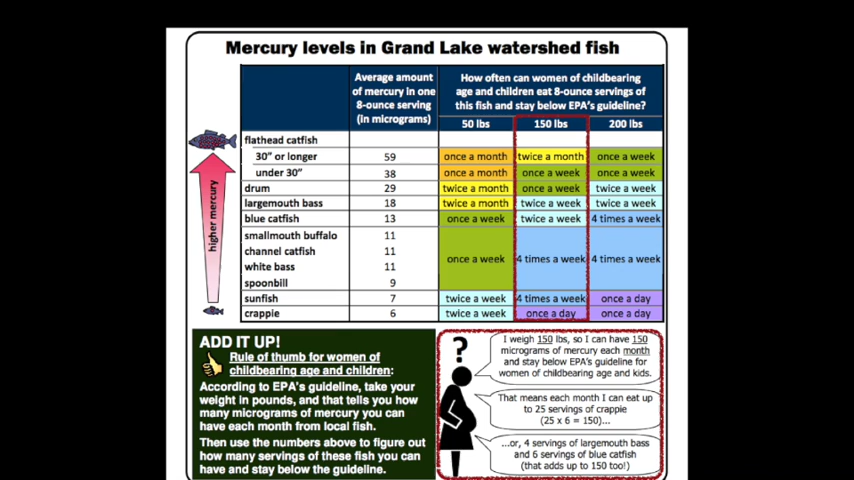 Mercury levels in Grand Lake watershed fish
Average amount of mercury in one 8-ounce serving (in micrograms)
How often can women of childbearing age and children eat 8-ounce servings of this fish and stay below EPA's guideline?
50 lbs 150 lbs 200 lbs
flathead catfish
30" or longer 59 once a month twice a month once a week
under 30" 38 once a month once a week once a week
drum 29 twice a month once a week twice a week
largemouth bass 18 twice a month twice a week twice a week
blue catfish 13 once a week twice a week 4 times a week
smallmouth buffalo 11
channel catfish 11
once a week 4 times a week 4 times a week
white bass 11
spoonbill 9
sunfish 7 twice a week 4 times a week once a day
crappie 6 twice a week once a day once a day
higher mercury
ADD IT UP!
Rule of thumb for women of
childbearing age and children:
According to EPA's guideline, take your
weight in pounds, and that tells you how
many micrograms of mercury you can
have each month from local fish.
Then use the numbers above to figure out
how many servings of these fish you can
have and stay below the guideline.
?
I weigh 150 lbs, so I can have 150
micrograms of mercury each month
and stay below EPA's guideline for
women of childbearing age and kids.
That means each month I can eat up
to 25 servings of crappie
(25 x 6 = 150)...
...or, 4 servings of largemouth bass
and 6 servings of blue catfish
(that adds up to 150 too!)